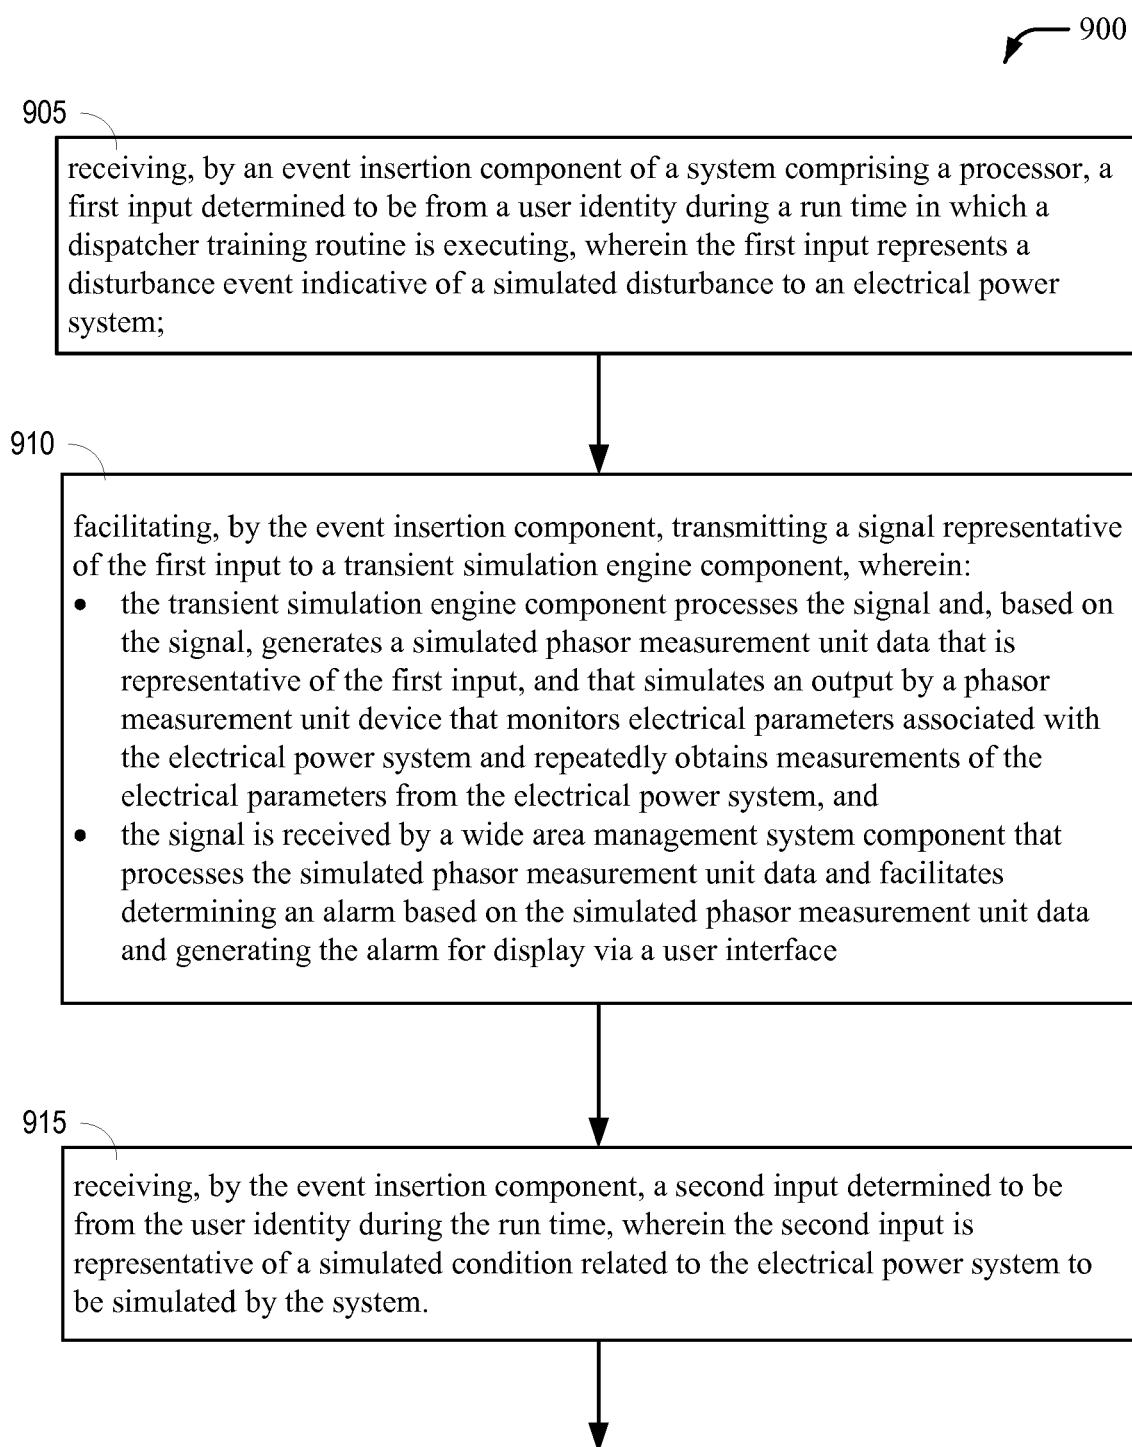 900
905
receiving, by an event insertion component of a system comprising a processor, a
first input determined to be from a user identity during a run time in which a
dispatcher training routine is executing, wherein the first input represents a
disturbance event indicative of a simulated disturbance to an electrical power
system;
910
facilitating, by the event insertion component, transmitting a signal representative
of the first input to a transient simulation engine component, wherein:
• the transient simulation engine component processes the signal and, based on
the signal, generates a simulated phasor measurement unit data that is
representative of the first input, and that simulates an output by a phasor
measurement unit device that monitors electrical parameters associated with
the electrical power system and repeatedly obtains measurements of the
electrical parameters from the electrical power system, and
• the signal is received by a wide area management system component that
processes the simulated phasor measurement unit data and facilitates
determining an alarm based on the simulated phasor measurement unit data
and generating the alarm for display via a user interface
915
receiving, by the event insertion component, a second input determined to be
from the user identity during the run time, wherein the second input is
representative of a simulated condition related to the electrical power system to
be simulated by the system.